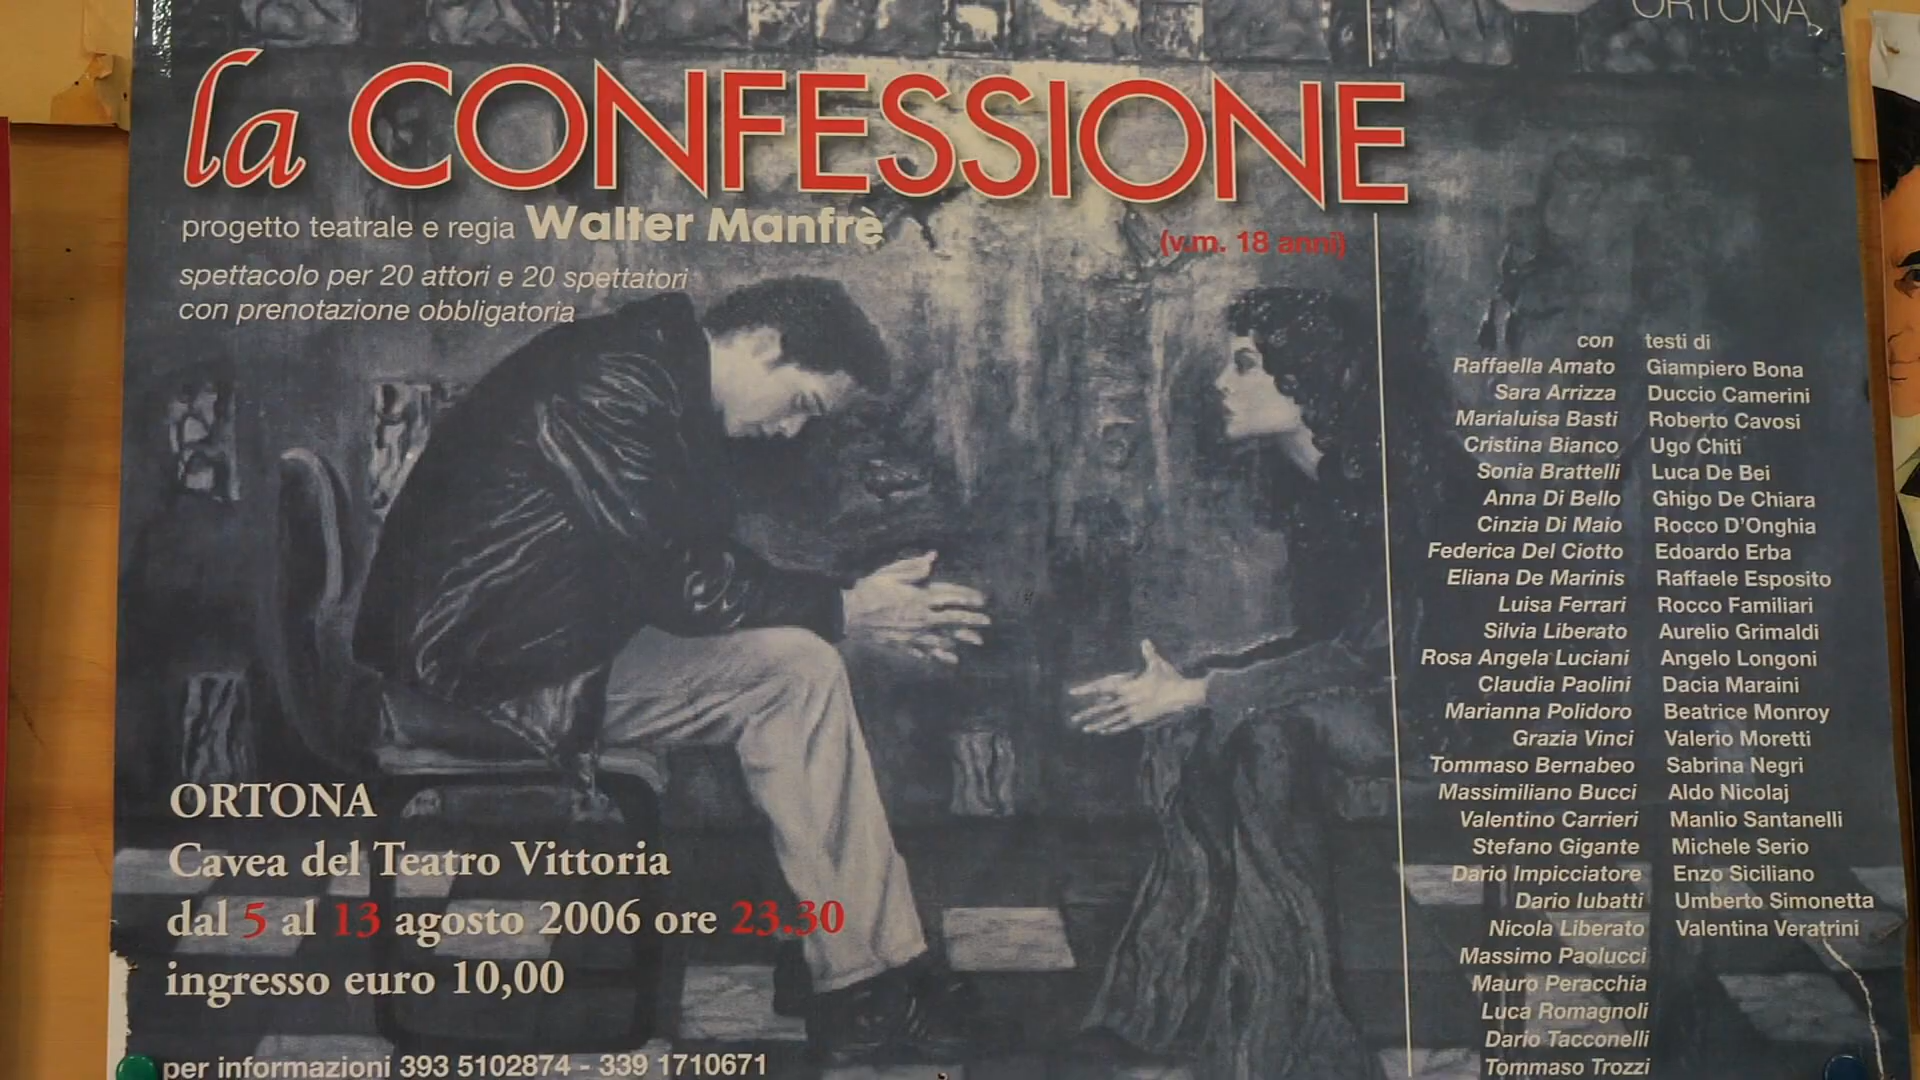 ORTONA
la CONFESSIONE
progetto teatrale e regia Walter Manfrè
(v.m. 18 anni)
spettacolo per 20 attori e 20 spettatori
con prenotazione obbligatoria
con
Raffaella Amato
Sara Arrizza
Marialuisa Basti
Cristina Bianco
Sonia Brattelli
Anna Di Bello
Cinzia Di Maio
Federica Del Ciotto
Eliana De Marinis
Luisa Ferrari
Silvia Liberato
Rosa Angela Luciani
Claudia Paolini
Marianna Polidoro
Grazia Vinci
Tommaso Bernabeo
Massimiliano Bucci
Valentino Carrieri
Stefano Gigante
Dario Impicciatore
Dario Iubatti
Nicola Liberato
Massimo Paolucci
Mauro Peracchia
Luca Romagnoli
Dario Tacconelli
Tommaso Trozzi
testi di
Giampiero Bona
Duccio Camerini
Roberto Cavosi
Ugo Chiti
Luca De Bei
Ghigo De Chiara
Rocco D'Onghia
Edoardo Erba
Raffaele Esposito
Rocco Familiari
Aurelio Grimaldi
Angelo Longoni
Dacia Maraini
Beatrice Monroy
Valerio Moretti
Sabrina Negri
Aldo Nicolaj
Manlio Santanelli
Michele Serio
Enzo Siciliano
Umberto Simonetta
Valentina Veratrini
ORTONA
Cavea del Teatro Vittoria
dal 5 al 13 agosto 2006 ore 23.30
ingresso euro 10,00
per informazioni 393 5102874 - 339 1710671